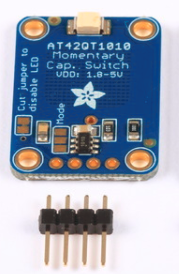 AT42QT1010
Momentary
Cap. Switch
VDD: 1.8-5V
Cut jumper to
disable LED
Mode